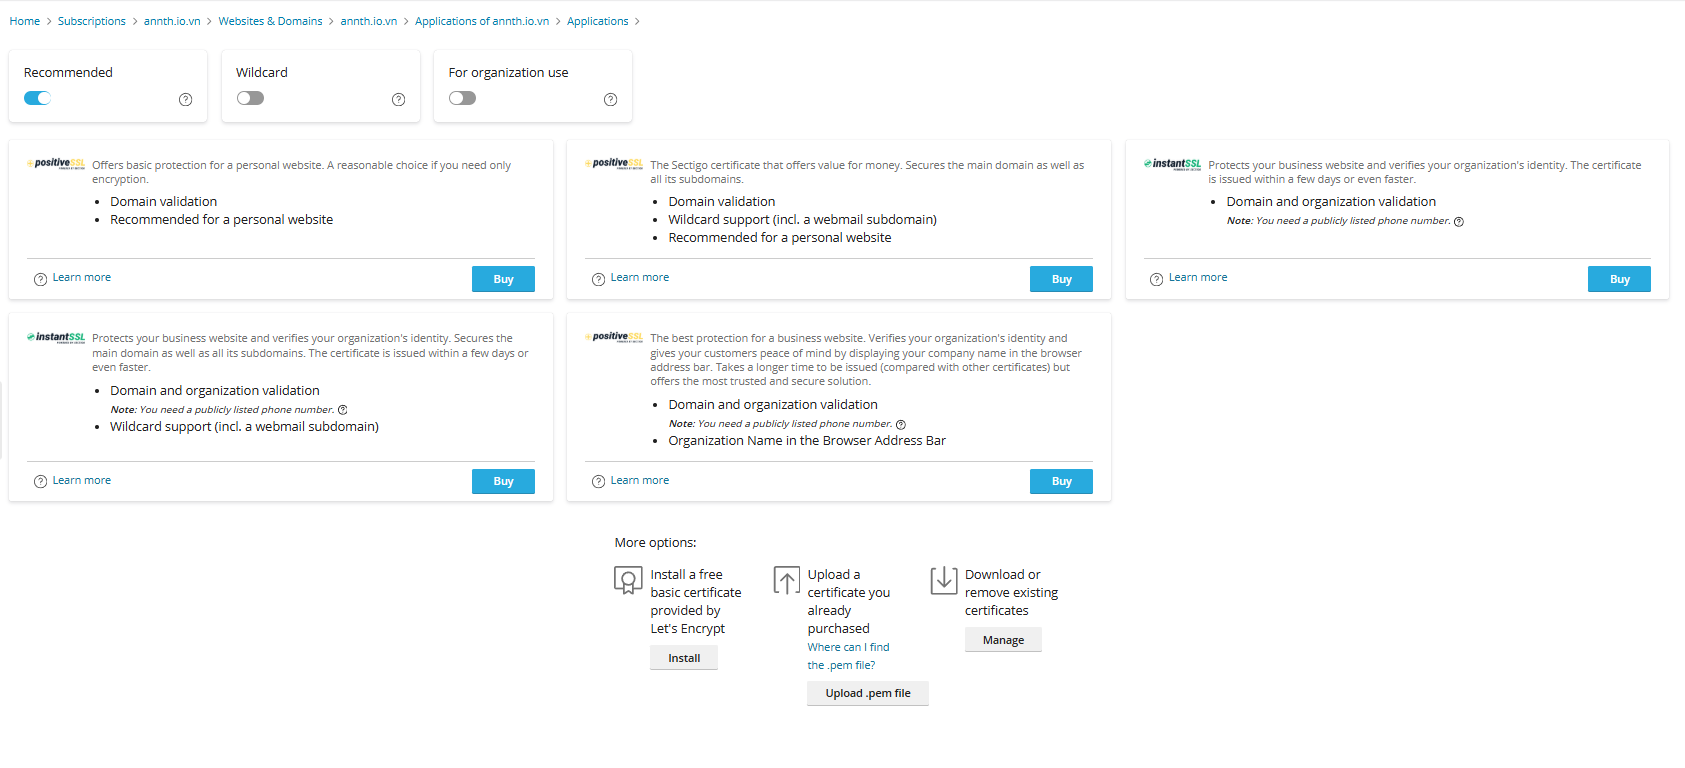 Home > Subscriptions > annth.io.vn > Websites & Domains > annth.io.vn > Applications of annth.io.vn > Applications >
Recommended
Wildcard
For organization use
positiveSSL
Offers basic protection for a personal website. A reasonable choice if you need only
encryption.
• Domain validation
• Recommended for a personal website
Learn more
Buy
positiveSSL
The Sectigo certificate that offers value for money. Secures the main domain as well as
all its subdomains.
• Domain validation
• Wildcard support (incl. a webmail subdomain)
• Recommended for a personal website
Learn more
Buy
instantSSL
Protects your business website and verifies your organization's identity. The certificate
is issued within a few days or even faster.
• Domain and organization validation
Note: You need a publicly listed phone number.
Learn more
Buy
instantSSL
Protects your business website and verifies your organization's identity. Secures the
main domain as well as all its subdomains. The certificate is issued within a few days or
even faster.
• Domain and organization validation
Note: You need a publicly listed phone number.
• Wildcard support (incl. a webmail subdomain)
Learn more
Buy
positiveSSL
The best protection for a business website. Verifies your organization's identity and
gives your customers peace of mind by displaying your company name in the browser
address bar. Takes a longer time to be issued (compared with other certificates) but
offers the most trusted and secure solution.
• Domain and organization validation
Note: You need a publicly listed phone number.
• Organization Name in the Browser Address Bar
Learn more
Buy
More options:
Install a free
basic certificate
provided by
Let's Encrypt
Install
Upload a
certificate you
already
purchased
Where can I find
the .pem file?
Upload .pem file
Download or
remove existing
certificates
Manage